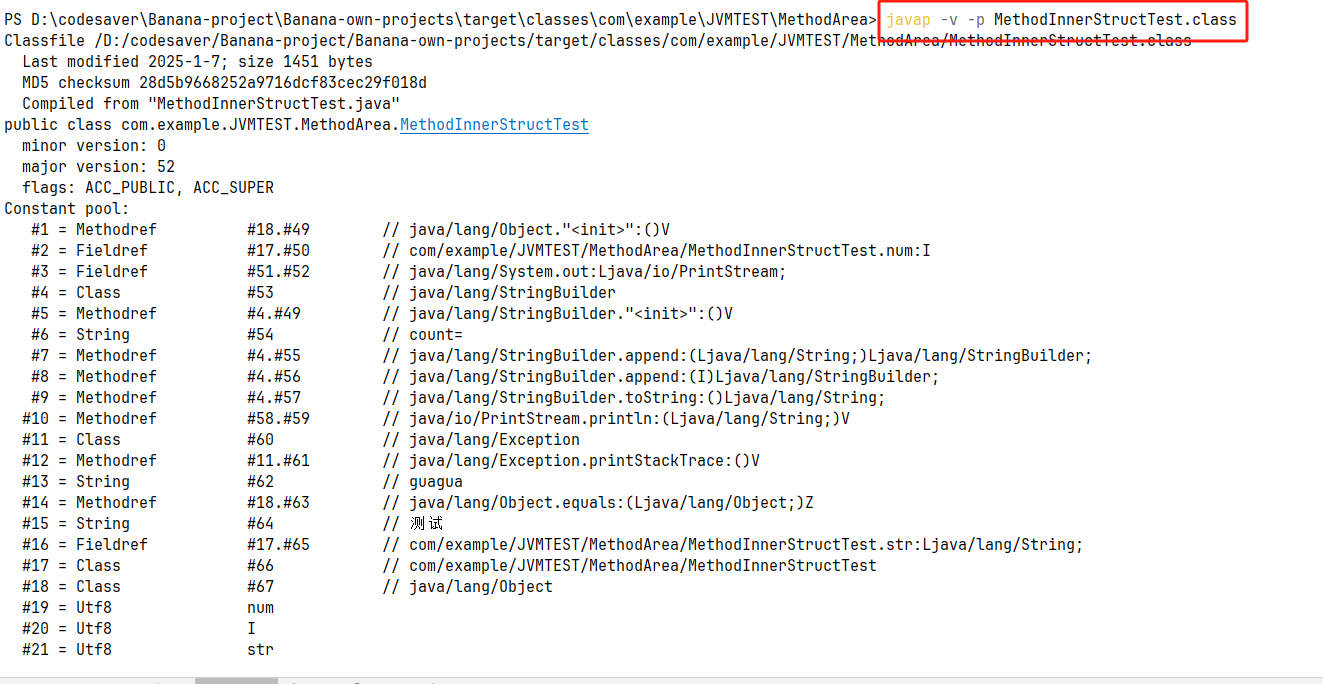 PS D:\codesaver\Banana-project\Banana-own-projects\target\classes\com\example\JVMTEST\MethodArea> javap -v -p MethodInnerStructTest.class
Classfile /D:/codesaver/Banana-project/Banana-own-projects/target/classes/com/example/JVMTEST/MethodArea/MethodInnerStructTest.class
  Last modified 2025-1-7; size 1451 bytes
  MD5 checksum 28d5b9668252a9716dcf83cec29f018d
  Compiled from "MethodInnerStructTest.java"
public class com.example.JVMTEST.MethodArea.MethodInnerStructTest
  minor version: 0
  major version: 52
  flags: ACC_PUBLIC, ACC_SUPER
Constant pool:
   #1 = Methodref          #18.#49        // java/lang/Object."<init>":()V
   #2 = Fieldref           #17.#50        // com/example/JVMTEST/MethodArea/MethodInnerStructTest.num:I
   #3 = Fieldref           #51.#52        // java/lang/System.out:Ljava/io/PrintStream;
   #4 = Class              #53            // java/lang/StringBuilder
   #5 = Methodref          #4.#49         // java/lang/StringBuilder."<init>":()V
   #6 = String             #54            // count=
   #7 = Methodref          #4.#55         // java/lang/StringBuilder.append:(Ljava/lang/String;)Ljava/lang/StringBuilder;
   #8 = Methodref          #4.#56         // java/lang/StringBuilder.append:(I)Ljava/lang/StringBuilder;
   #9 = Methodref          #4.#57         // java/lang/StringBuilder.toString:()Ljava/lang/String;
  #10 = Methodref          #58.#59        // java/io/PrintStream.println:(Ljava/lang/String;)V
  #11 = Class              #60            // java/lang/Exception
  #12 = Methodref          #11.#61        // java/lang/Exception.printStackTrace:()V
  #13 = String             #62            // guagua
  #14 = Methodref          #18.#63        // java/lang/Object.equals:(Ljava/lang/Object;)Z
  #15 = String             #64            // 测试
  #16 = Fieldref           #17.#65        // com/example/JVMTEST/MethodArea/MethodInnerStructTest.str:Ljava/lang/String;
  #17 = Class              #66            // com/example/JVMTEST/MethodArea/MethodInnerStructTest
  #18 = Class              #67            // java/lang/Object
  #19 = Utf8               num
  #20 = Utf8               I
  #21 = Utf8               str